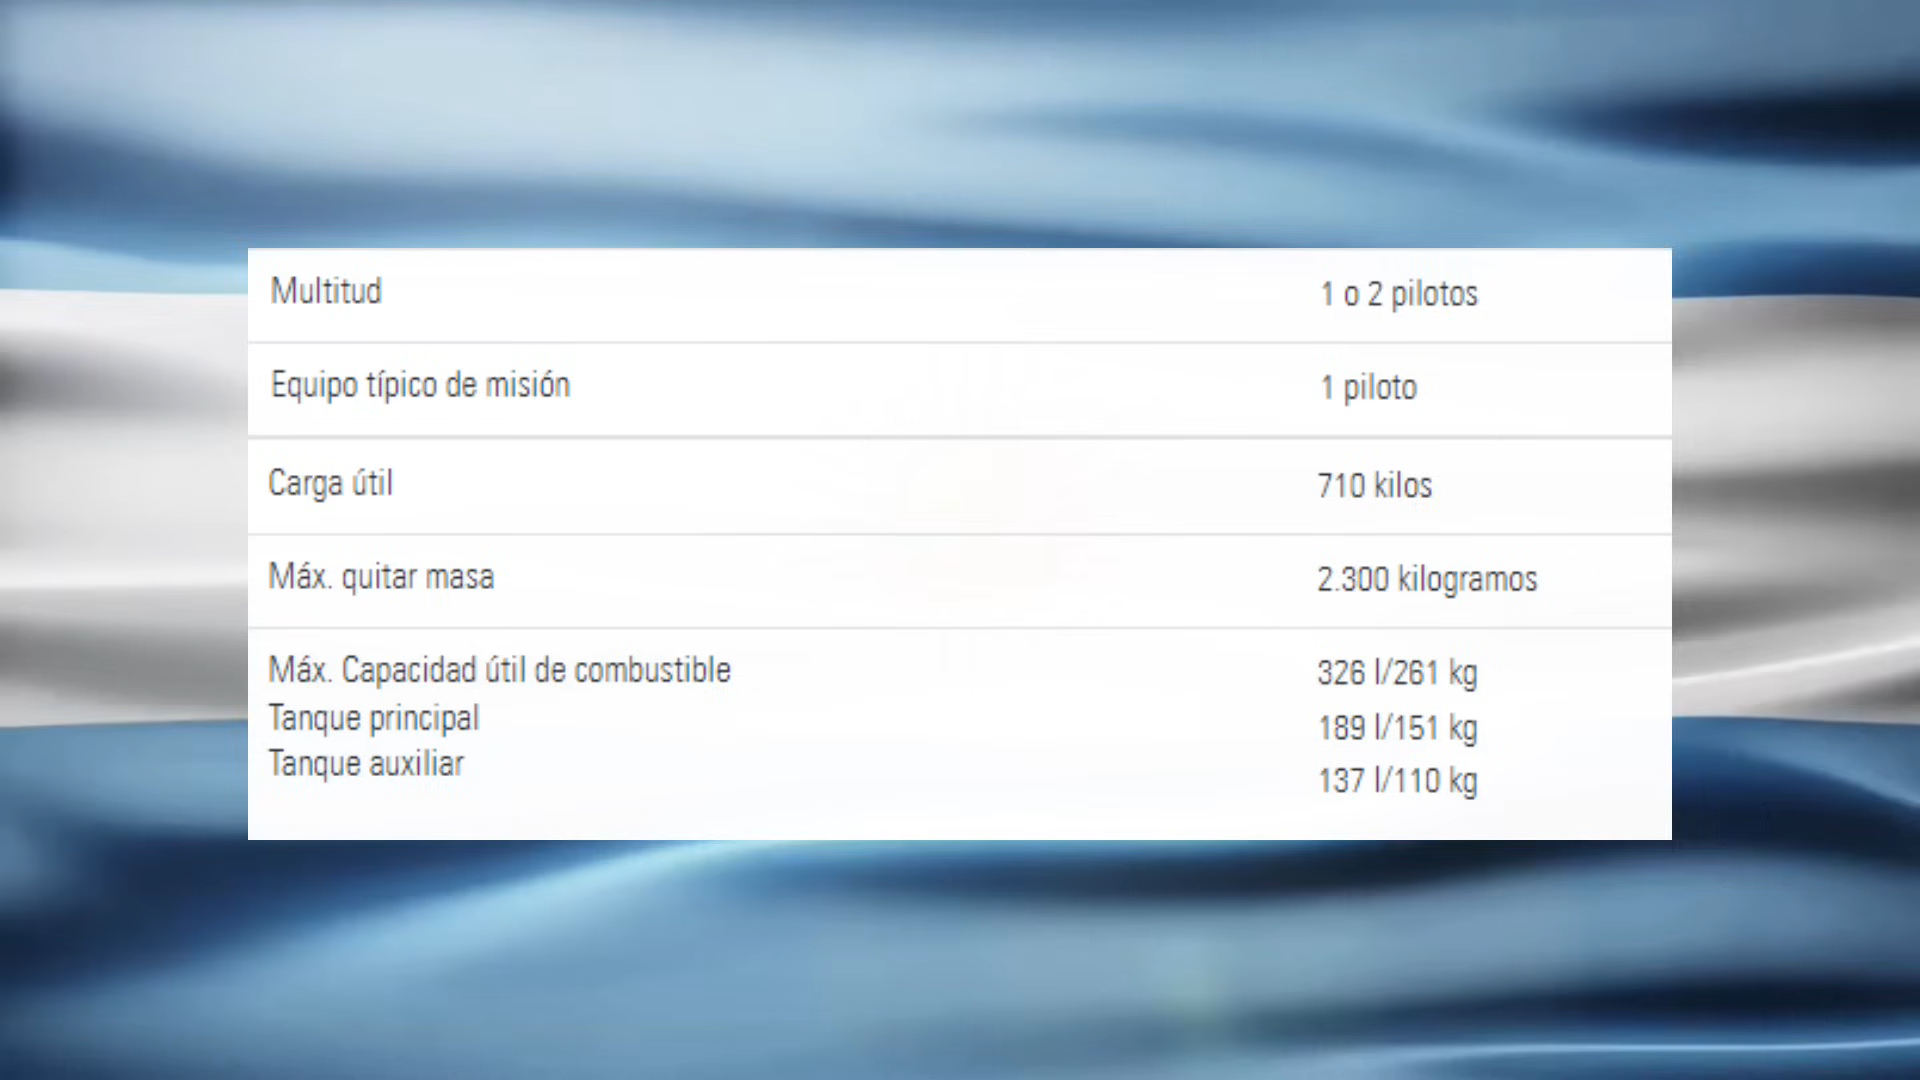 Multitud 1 o 2 pilotos
Equipo típico de misión 1 piloto
Carga útil 710 kilos
Máx. quitar masa 2.300 kilogramos
Máx. Capacidad útil de combustible 326 l/261 kg
Tanque principal 189 l/151 kg
Tanque auxiliar 137 l/110 kg